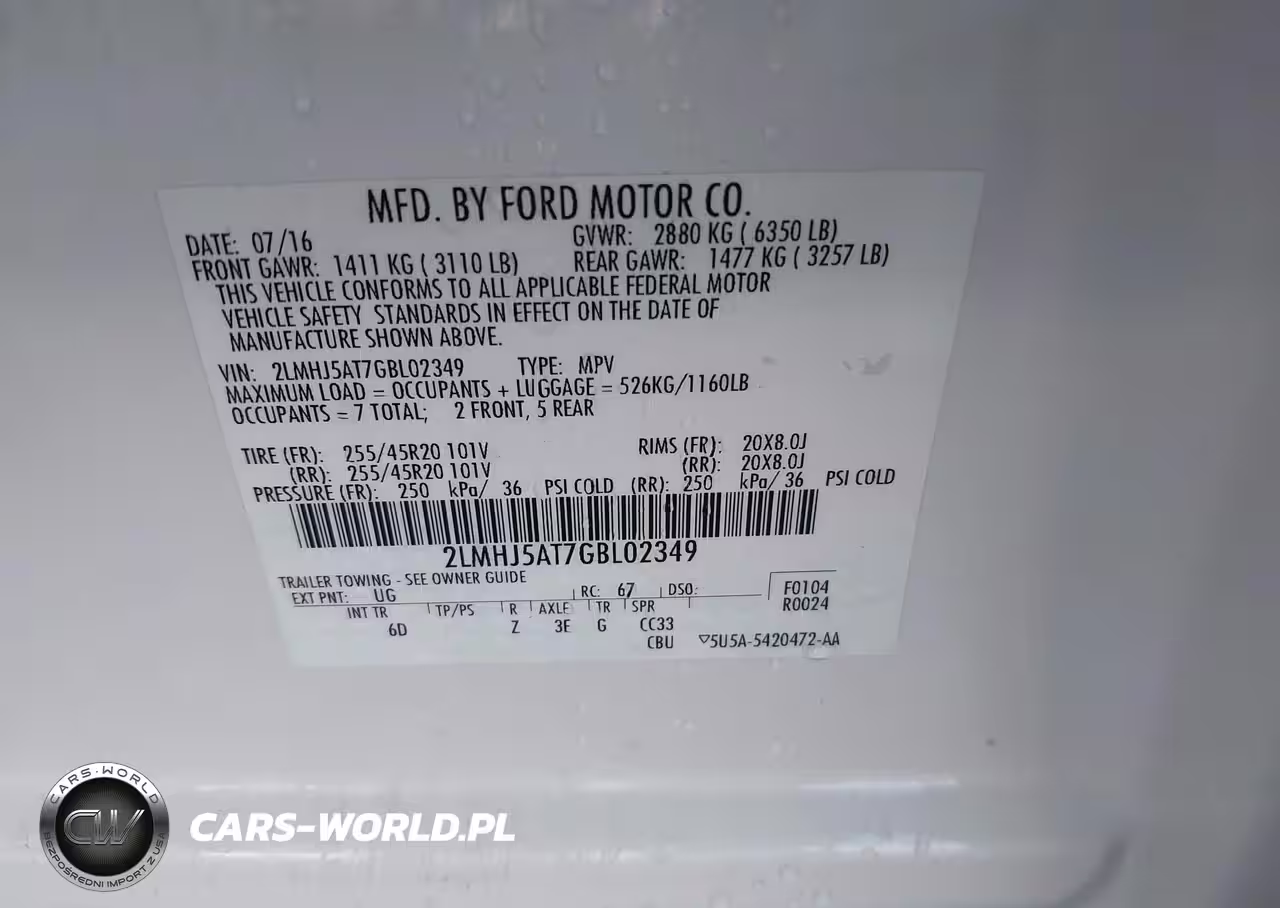 MFD. BY FORD MOTOR CO.
DATE: 07/16 GVWR: 2880 KG ( 6350 LB)
FRONT GAWR: 1411 KG ( 3110 LB) REAR GAWR: 1477 KG ( 3257 LB)
THIS VEHICLE CONFORMS TO ALL APPLICABLE FEDERAL MOTOR
VEHICLE SAFETY STANDARDS IN EFFECT ON THE DATE OF
MANUFACTURE SHOWN ABOVE.
VIN: 2LMHJ5AT7GBL02349 TYPE: MPV
MAXIMUM LOAD = OCCUPANTS + LUGGAGE = 526KG/1160LB
OCCUPANTS = 7 TOTAL; 2 FRONT, 5 REAR
TIRE (FR): 255/45R20 101V RIMS (FR): 20X8.0J
(RR): 255/45R20 101V (RR): 20X8.0J
PRESSURE (FR): 250 kPa/ 36 PSI COLD (RR): 250 kPa/ 36 PSI COLD
2LMHJ5AT7GBL02349
TRAILER TOWING - SEE OWNER GUIDE
EXT PNT: UG RC: 67 DSO: F0104
R0024
INT TR TP/PS R AXLE TR SPR
6D Z 3E G CC33
CBU ▽5U5A-5420472-AA
CARS-WORLD
CW
BEZPOŚREDNI IMPORT Z USA
CARS-WORLD.PL